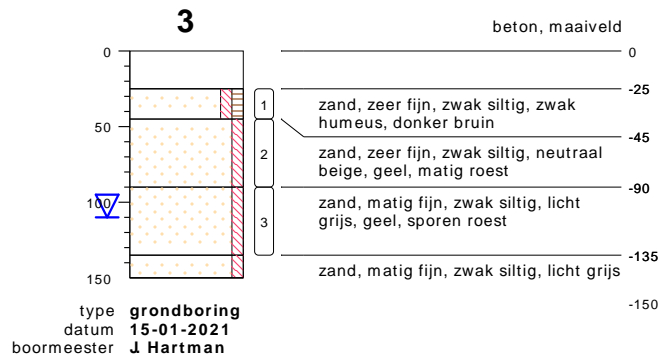 3
beton, maaiveld
0
0
-25
1
zand, zeer fijn, zwak siltig, zwak
humeus, donker bruin
50
-45
2
zand, zeer fijn, zwak siltig, neutraal
beige, geel, matig roest
-90
100
3
zand, matig fijn, zwak siltig, licht
grijs, geel, sporen roest
-135
150
zand, matig fijn, zwak siltig, licht grijs
-150
type grondboring
datum 15-01-2021
boormeester J. Hartman